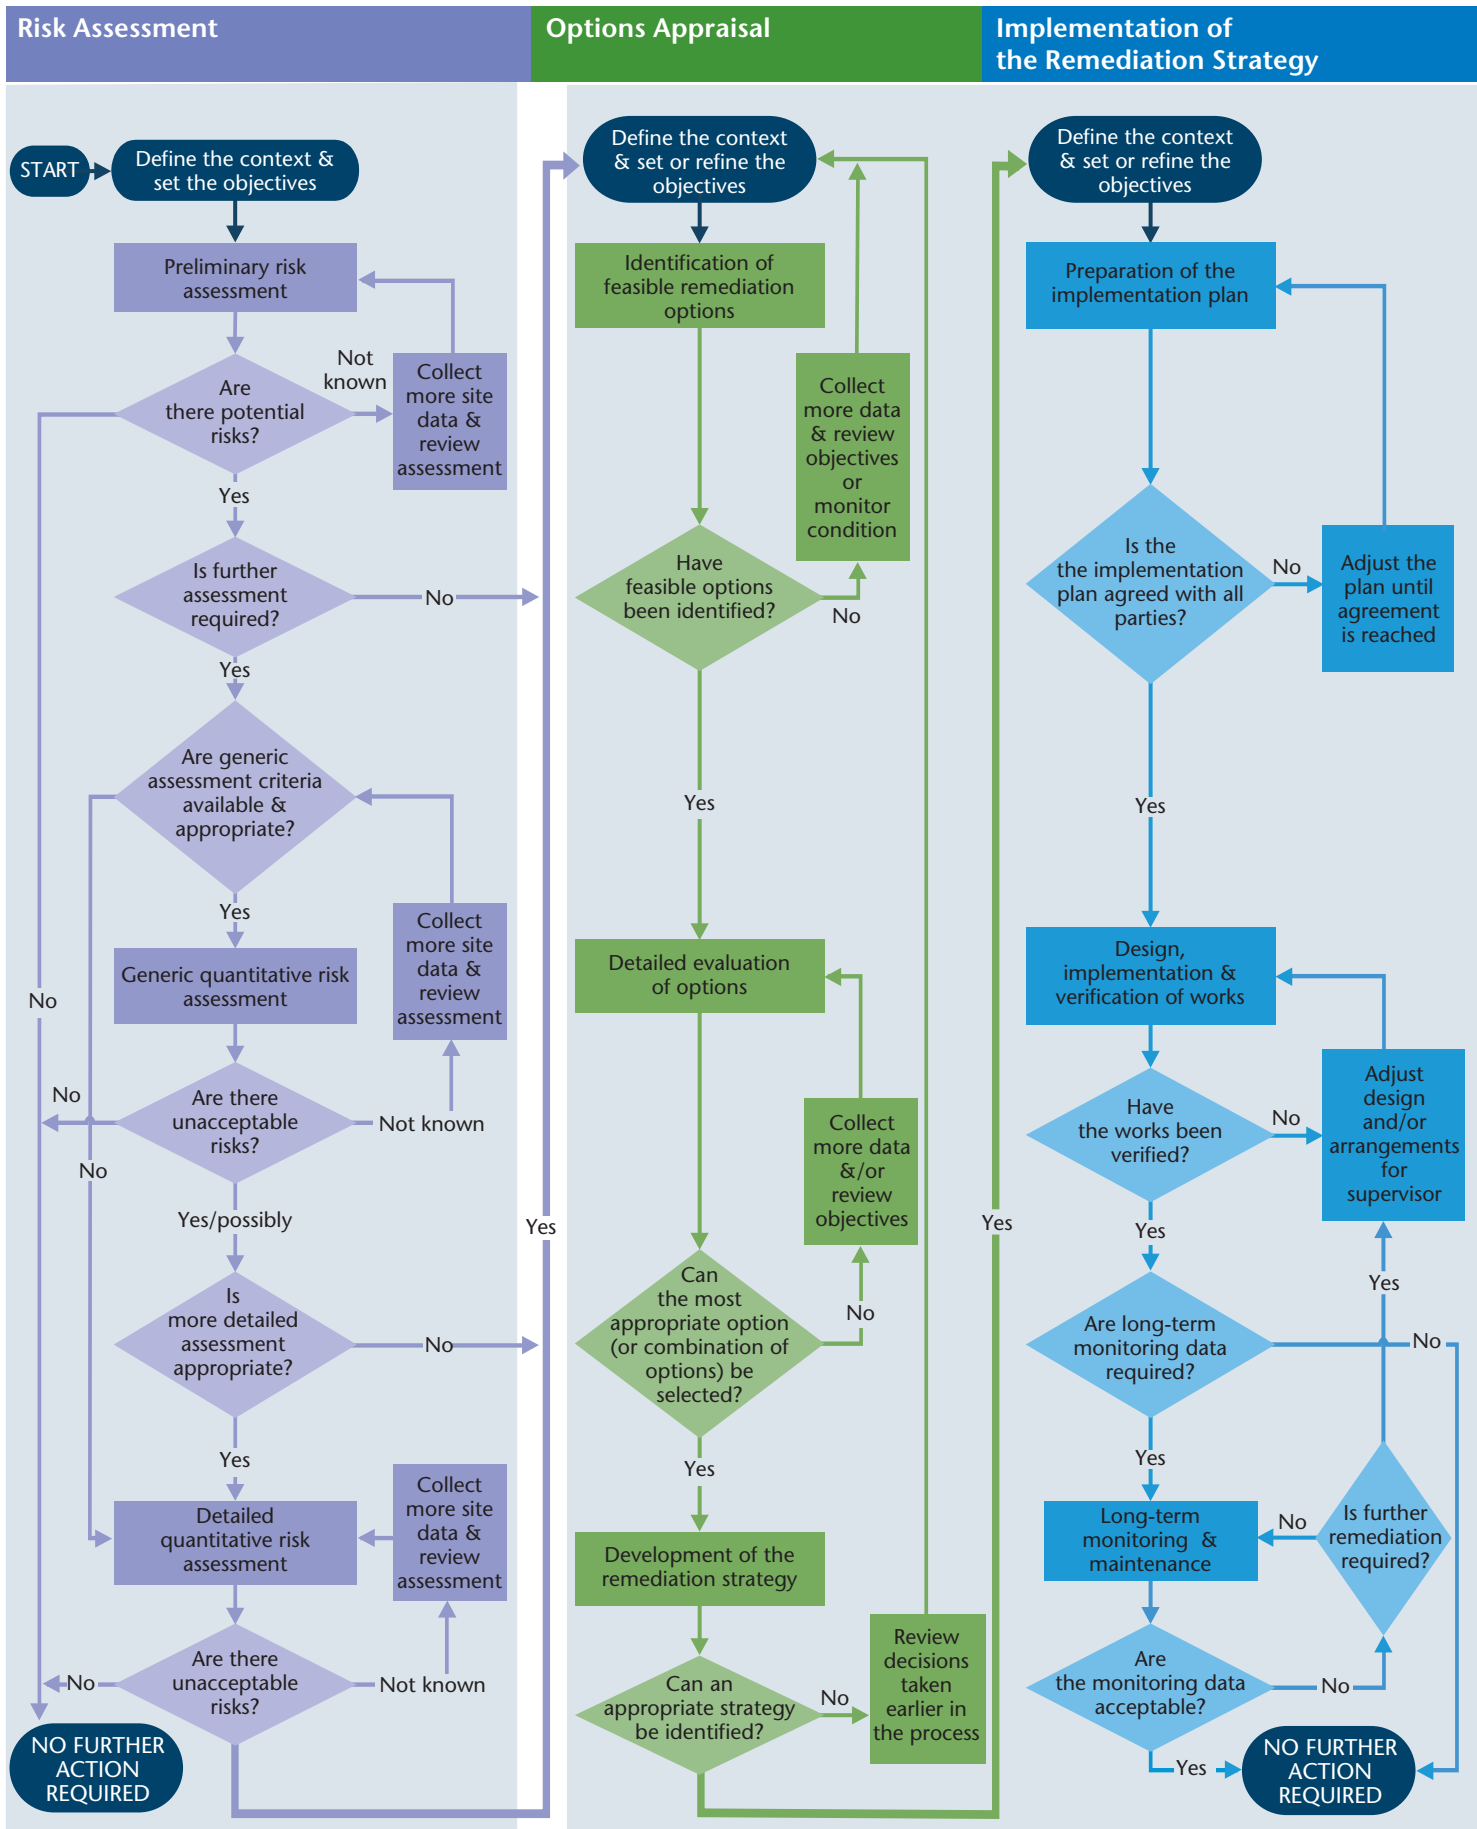 Risk Assessment
Options Appraisal
Implementation of
the Remediation Strategy
START
Define the context &
set the objectives
Preliminary risk
assessment
Are
there potential
risks?
Not
known
Collect
more site
data &
review
assessment
Yes
Is further
assessment
required?
No
Yes
Are generic
assessment criteria
available &
appropriate?
Yes
Collect
more site
data &
review
assessment
Generic quantitative risk
assessment
No
Are there
unacceptable
risks?
No
Not known
No
Yes/possibly
Is
more detailed
assessment
appropriate?
No
Yes
Detailed
quantitative risk
assessment
Collect
more site
data &
review
assessment
Are there
unacceptable
risks?
No
Not known
NO FURTHER
ACTION
REQUIRED
Yes
Define the context
& set or refine the
objectives
Identification of
feasible remediation
options
Collect
more data
& review
objectives
or
monitor
condition
Have
feasible options
been identified?
No
Yes
Detailed evaluation
of options
Collect
more data
&/or
review
objectives
Can
the most
appropriate option
(or combination of
options) be
selected?
No
Yes
Development of the
remediation strategy
Can an
appropriate strategy
be identified?
No
Review
decisions
taken
earlier in
the process
Yes
Define the context
& set or refine the
objectives
Preparation of the
implementation plan
Is the
the implementation
plan agreed with all
parties?
No
Adjust the
plan until
agreement
is reached
Yes
Design,
implementation &
verification of works
Have
the works been
verified?
No
Adjust
design
and/or
arrangements
for
supervisor
Yes
Yes
Are long-term
monitoring data
required?
No
Yes
Long-term
monitoring &
maintenance
No
Is further
remediation
required?
Are
the monitoring data
acceptable?
No
Yes
NO FURTHER
ACTION
REQUIRED